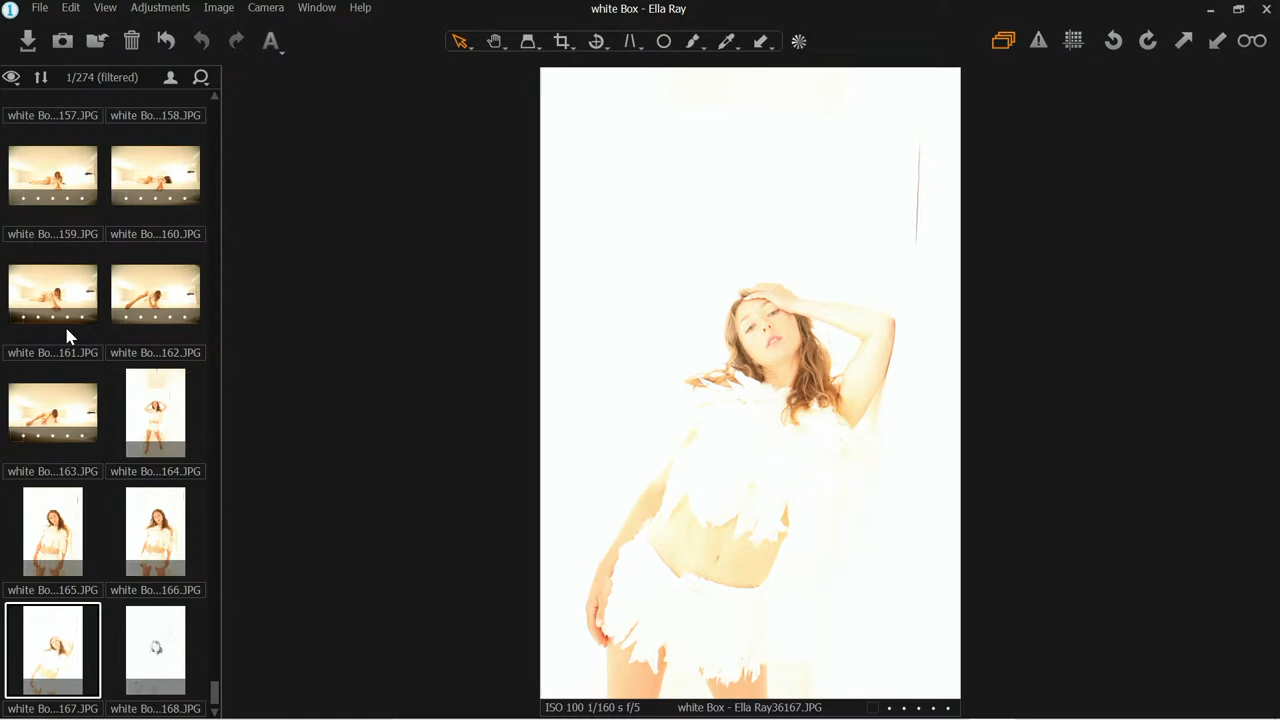 File Edit View Adjustments Image Camera Window Help
white Box - Ella Ray
1/274 (filtered)
white Bo...157.JPG white Bo...158.JPG
white Bo...159.JPG white Bo...160.JPG
white Bo...161.JPG white Bo...162.JPG
white Bo...163.JPG white Bo...164.JPG
white Bo...165.JPG white Bo...166.JPG
white Bo...167.JPG white Bo...168.JPG
ISO 100 1/160 s f/5 white Box - Ella Ray36167.JPG